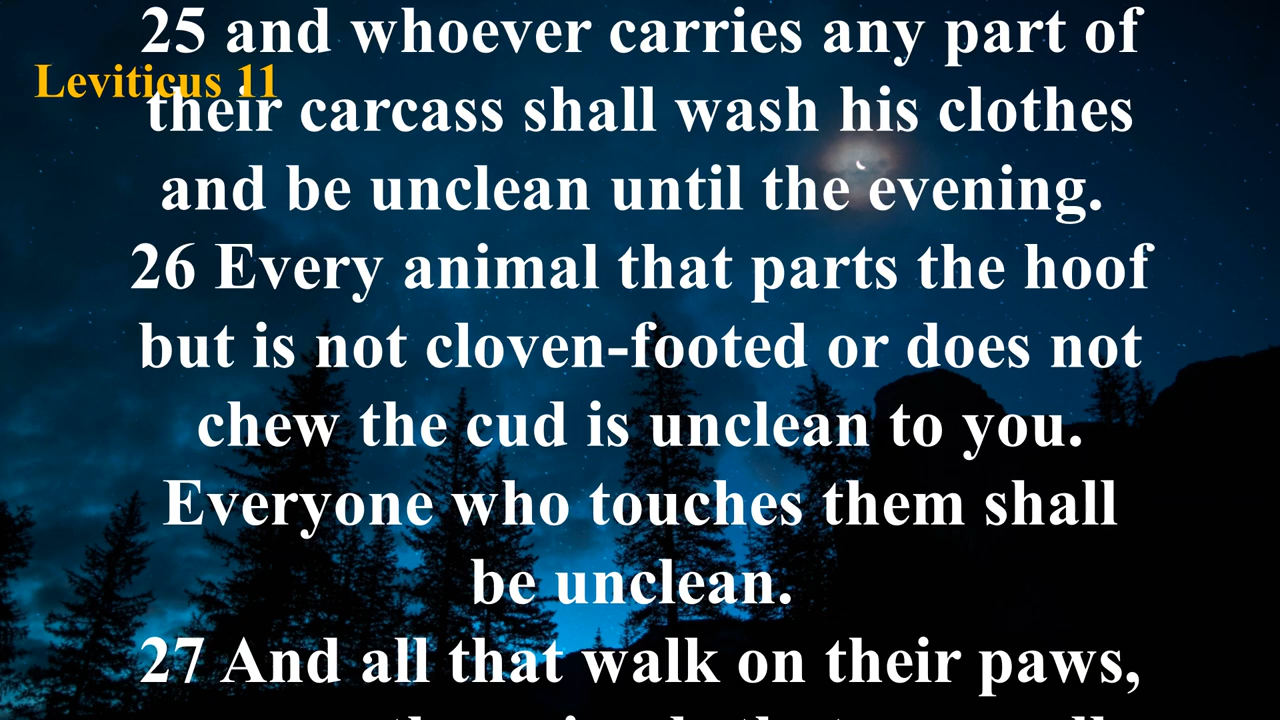 25 and whoever carries any part of
Leviticus 11
their carcass shall wash his clothes
and be unclean until the evening.
26 Every animal that parts the hoof
but is not cloven-footed or does not
chew the cud is unclean to you.
Everyone who touches them shall
be unclean.
27 And all that walk on their paws,